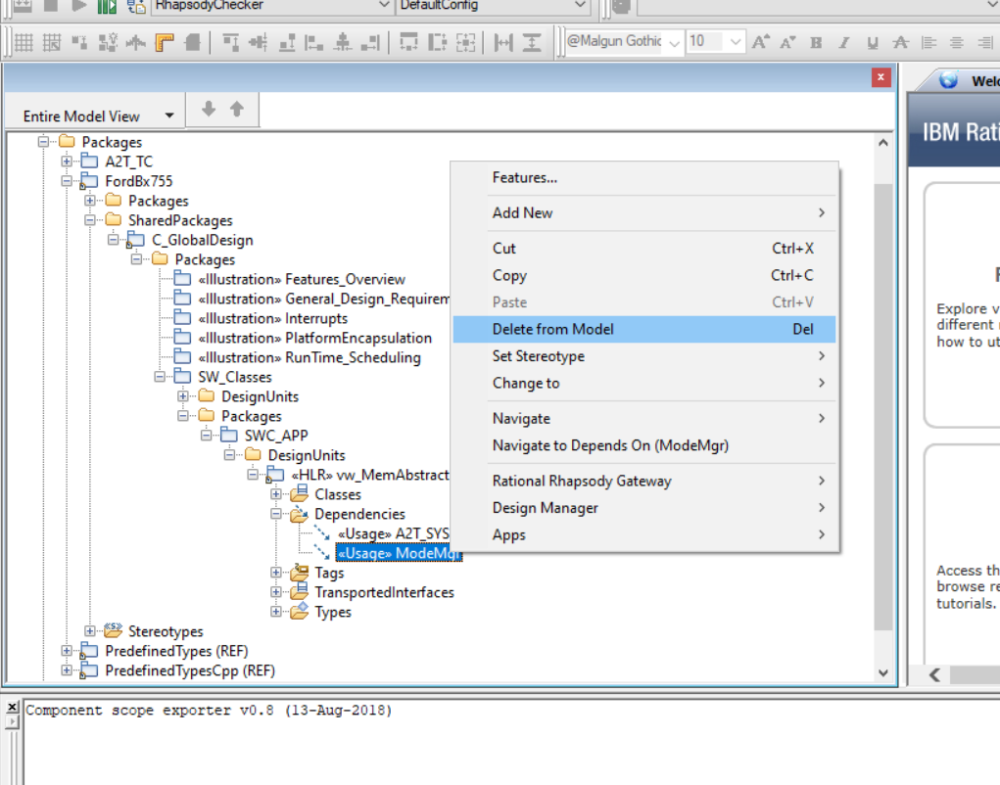 RhapsodyChecker
DefaultConfig
@Malgun Gothic
10
Entire Model View
Packages
A2T_TC
FordBx755
Packages
SharedPackages
C_GlobalDesign
Packages
«Illustration» Features_Overview
«Illustration» General_Design_Requirem
«Illustration» Interrupts
«Illustration» PlatformEncapsulation
«Illustration» RunTime_Scheduling
SW_Classes
DesignUnits
Packages
SWC_APP
DesignUnits
«HLR» vw_MemAbstract
Classes
Dependencies
«Usage» A2T_SYS
«Usage» ModeMgr
Tags
TransportedInterfaces
Types
Stereotypes
PredefinedTypes (REF)
PredefinedTypesCpp (REF)
Features...
Add New
Cut Ctrl+X
Copy Ctrl+C
Paste Ctrl+V
Delete from Model Del
Set Stereotype
Change to
Navigate
Navigate to Depends On (ModeMgr)
Rational Rhapsody Gateway
Design Manager
Apps
Welc
IBM Rati
Explore v
different
how to ut
Access th
browse re
tutorials.
Component scope exporter v0.8 (13-Aug-2018)